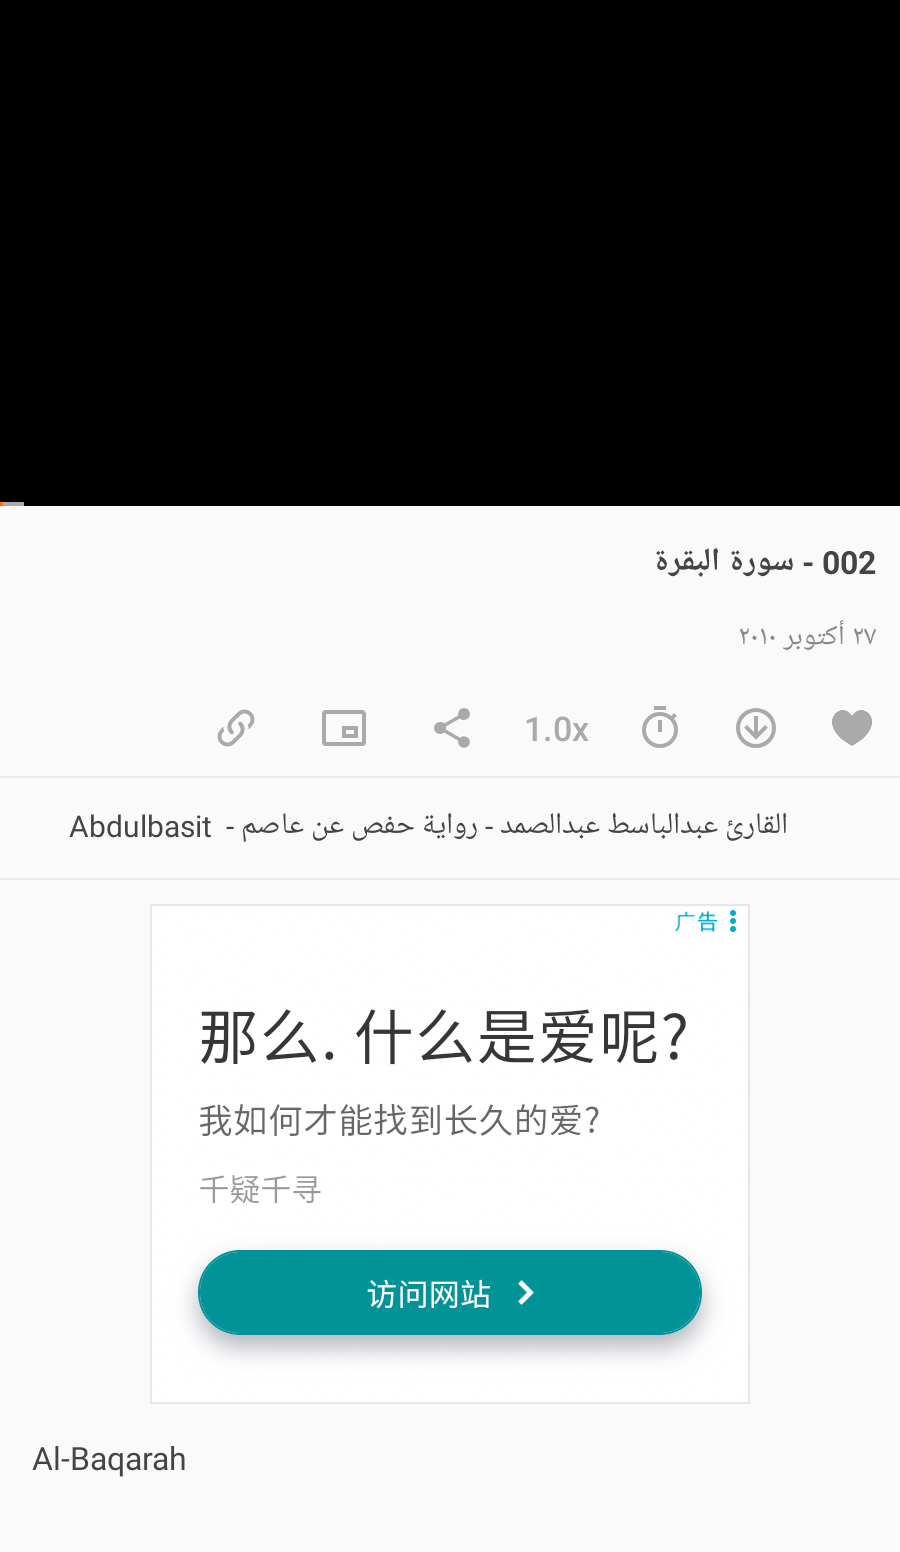 002 - سورة البقرة
٢٧ أكتوبر ٢٠١٠
1.0x
القارئ عبدالباسط عبدالصمد - رواية حفص عن عاصم - Abdulbasit
广告
那么. 什么是爱呢?
我如何才能找到长久的爱?
千疑千寻
访问网站
Al-Baqarah